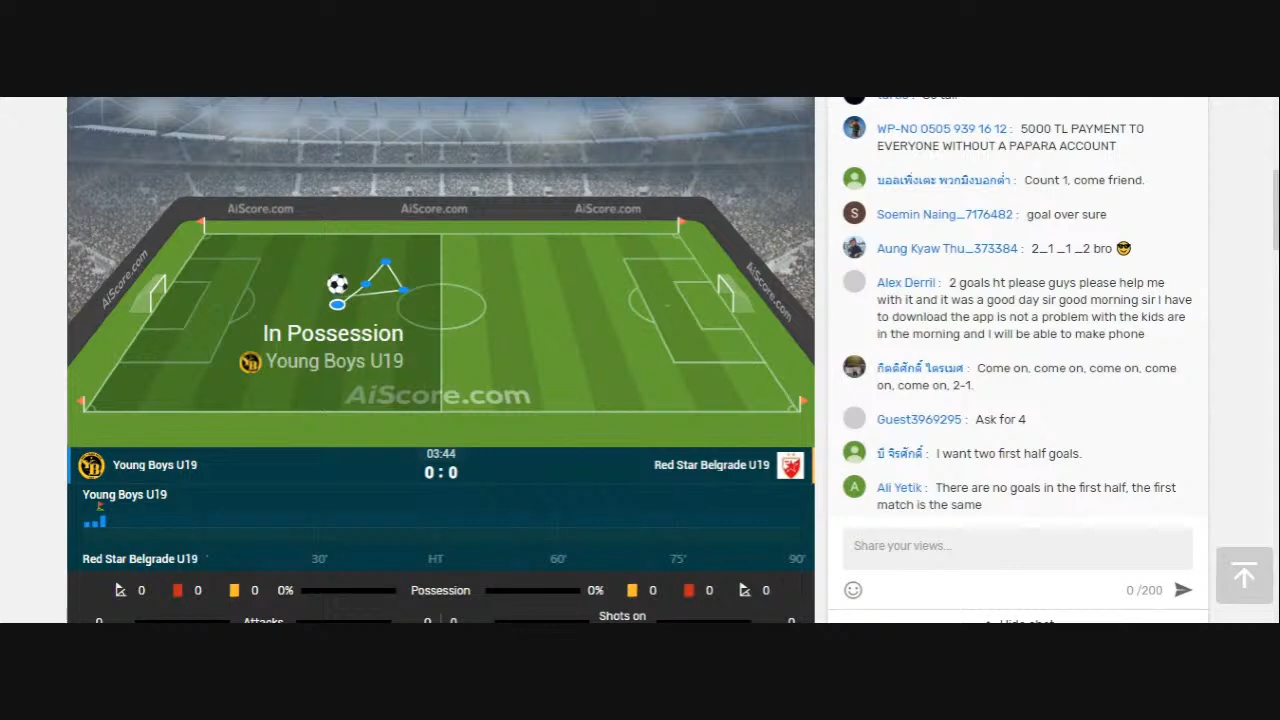 WP-NO 0505 939 16 12 : 5000 TL PAYMENT TO
EVERYONE WITHOUT A PAPARA ACCOUNT
บอลเพิ่งเตะ พวกมึงบอกต่ำ : Count 1, come friend.
Soemin Naing_7176482 : goal over sure
S
Aung Kyaw Thu_373384 : 2_1 _1 _2 bro 😎
Alex Derril : 2 goals ht please guys please help me
with it and it was a good day sir good morning sir I have
to download the app is not a problem with the kids are
in the morning and I will be able to make phone
กิตติศักดิ์ ไตรเมศ : Come on, come on, come on, come
on, come on, 2-1.
Guest3969295 : Ask for 4
บี จิรศักดิ์ : I want two first half goals.
A
Ali Yetik : There are no goals in the first half, the first
match is the same
Share your views...
0 /200
AiScore.com AiScore.com AiScore.com
AiScore.com
AiScore.com
In Possession
YB Young Boys U19
AiScore.com
03:44
YB Young Boys U19 0 : 0 Red Star Belgrade U19
Young Boys U19
Red Star Belgrade U19 ' 30' HT 60' 75' 90'
0 0 0 0% Possession 0% 0 0 0
Shots on
0 Attacks 0 0 0